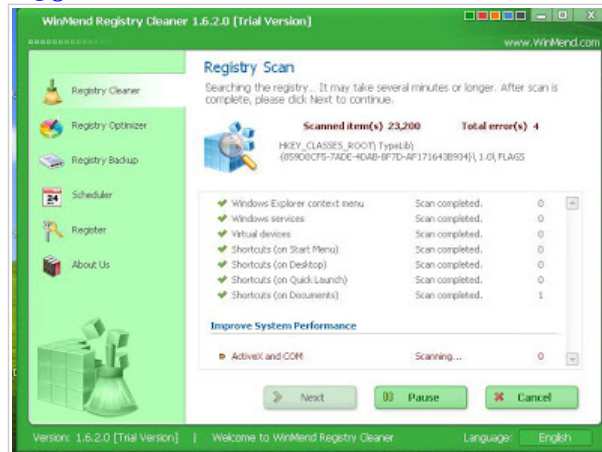 WinMend Registry Cleaner 1.6.2.0 [Trial Version]
www.WinMend.com
Registry Cleaner
Registry Optimizer
Registry Backup
24
Scheduler
Register
About Us
Registry Scan
Searching the registry... It may take several minutes or longer. After scan is
complete, please click Next to continue.
Scanned item(s) 23,200 Total error(s) 4
HKEY_CLASSES_ROOT\ TypeLib\
{859D8CF5-7ADE-4DAB-8F7D-AF171643B934}\, 1.0\, FLAGS
Windows Explorer context menu Scan completed. 0
Windows services Scan completed. 0
Virtual devices Scan completed. 0
Shortcuts (on Start Menu) Scan completed. 0
Shortcuts (on Desktop) Scan completed. 0
Shortcuts (on Quick Launch) Scan completed. 0
Shortcuts (on Documents) Scan completed. 1
Improve System Performance
ActiveX and COM Scanning... 0
Next Pause Cancel
Version: 1.6.2.0 [Trial Version] | Welcome to WinMend Registry Cleaner Language: English